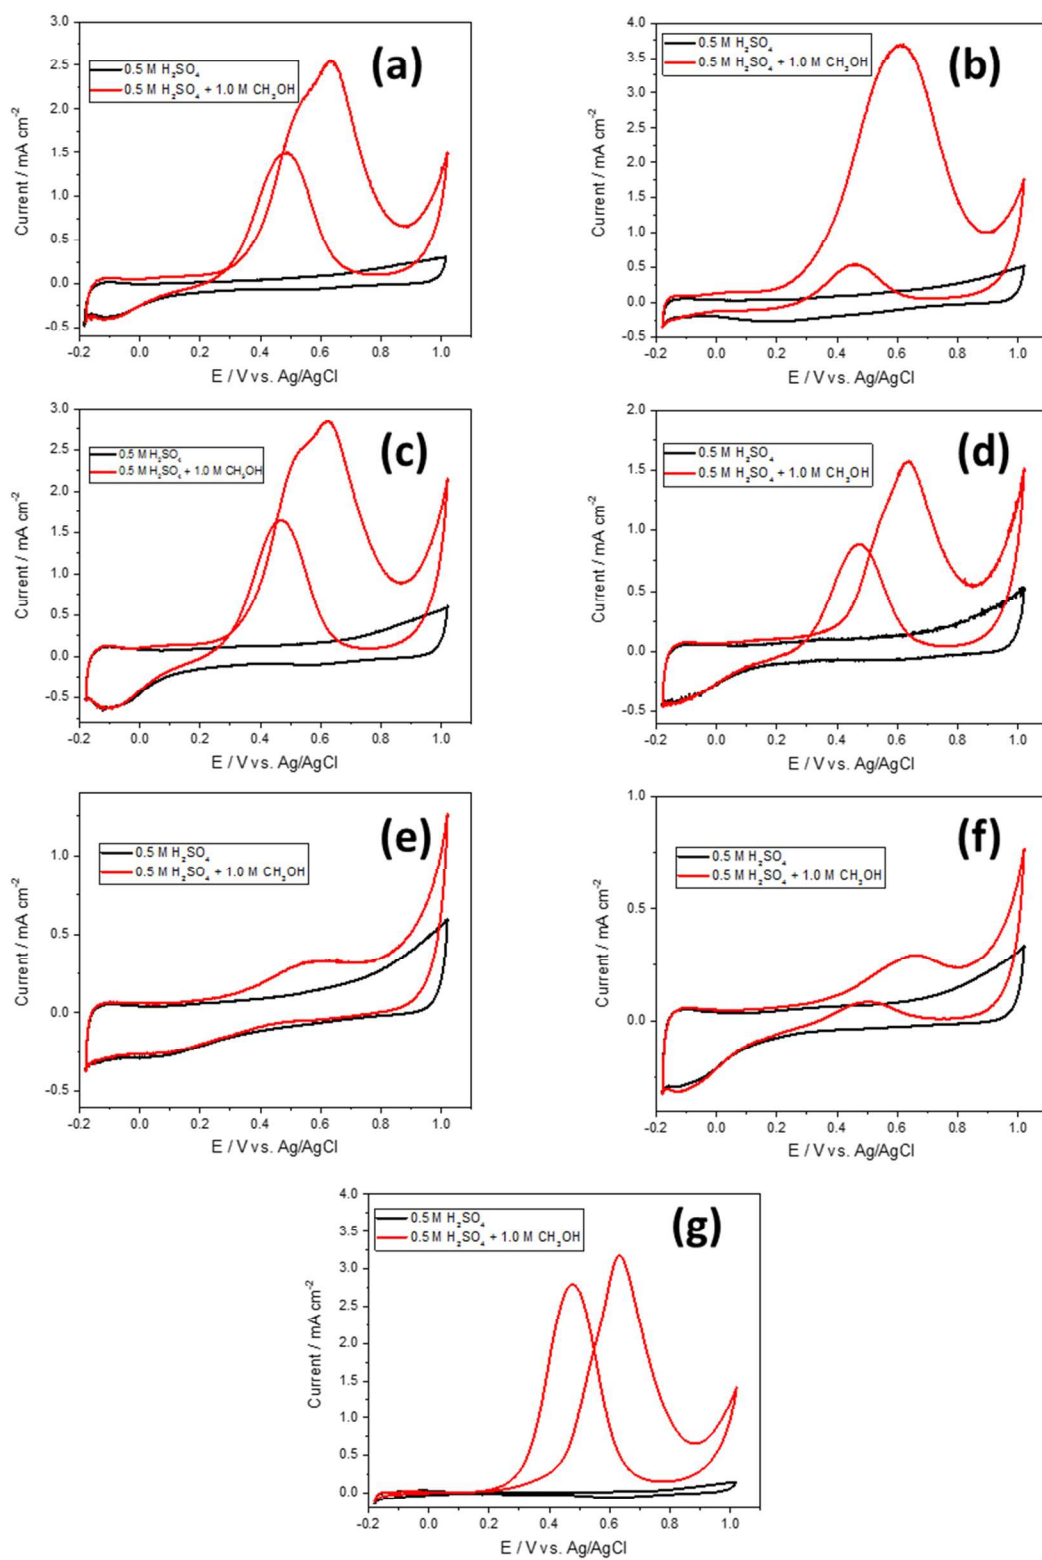 (a)
0.5 M H₂SO₄
0.5 M H₂SO₄ + 1.0 M CH₃OH
Current / mA cm⁻²
3.0
2.5
2.0
1.5
1.0
0.5
0.0
-0.5
-0.2 0.0 0.2 0.4 0.6 0.8 1.0
E / V vs. Ag/AgCl
(b)
0.5 M H₂SO₄
0.5 M H₂SO₄ + 1.0 M CH₃OH
Current / mA cm⁻²
4.0
3.5
3.0
2.5
2.0
1.5
1.0
0.5
0.0
-0.5
-0.2 0.0 0.2 0.4 0.6 0.8 1.0
E / V vs. Ag/AgCl
(c)
0.5 M H₂SO₄
0.5 M H₂SO₄ + 1.0 M CH₃OH
Current / mA cm⁻²
3.0
2.5
2.0
1.5
1.0
0.5
0.0
-0.5
-0.2 0.0 0.2 0.4 0.6 0.8 1.0
E / V vs. Ag/AgCl
(d)
0.5 M H₂SO₄
0.5 M H₂SO₄ + 1.0 M CH₃OH
Current / mA cm⁻²
2.0
1.5
1.0
0.5
0.0
-0.5
-0.2 0.0 0.2 0.4 0.6 0.8 1.0
E / V vs. Ag/AgCl
(e)
0.5 M H₂SO₄
0.5 M H₂SO₄ + 1.0 M CH₃OH
Current / mA cm⁻²
1.0
0.5
0.0
-0.5
-0.2 0.0 0.2 0.4 0.6 0.8 1.0
E / V vs. Ag/AgCl
(f)
0.5 M H₂SO₄
0.5 M H₂SO₄ + 1.0 M CH₃OH
Current / mA cm⁻²
1.0
0.5
0.0
-0.2 0.0 0.2 0.4 0.6 0.8 1.0
E / V vs. Ag/AgCl
(g)
0.5 M H₂SO₄
0.5 M H₂SO₄ + 1.0 M CH₃OH
Current / mA cm⁻²
4.0
3.5
3.0
2.5
2.0
1.5
1.0
0.5
0.0
-0.2 0.0 0.2 0.4 0.6 0.8 1.0
E / V vs. Ag/AgCl